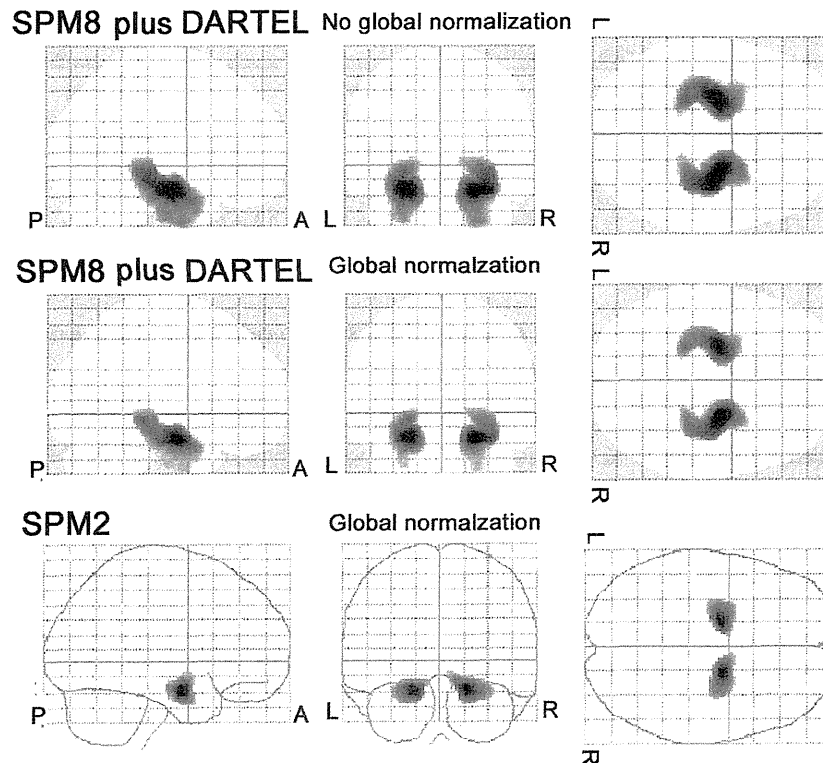 SPM8 plus DARTEL No global normalization
L
P A L R
R
SPM8 plus DARTEL Global normalzation
L
P A L R
R
SPM2 Global normalzation
L
P A L R
R